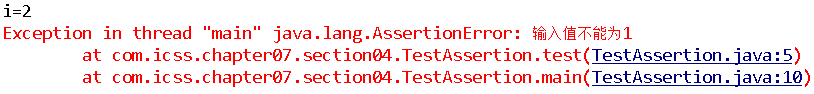 i=2
Exception in thread "main" java.lang.AssertionError: 输入值不能为1
at com.icss.chapter07.section04.TestAssertion.test(TestAssertion.java:5)
at com.icss.chapter07.section04.TestAssertion.main(TestAssertion.java:10)